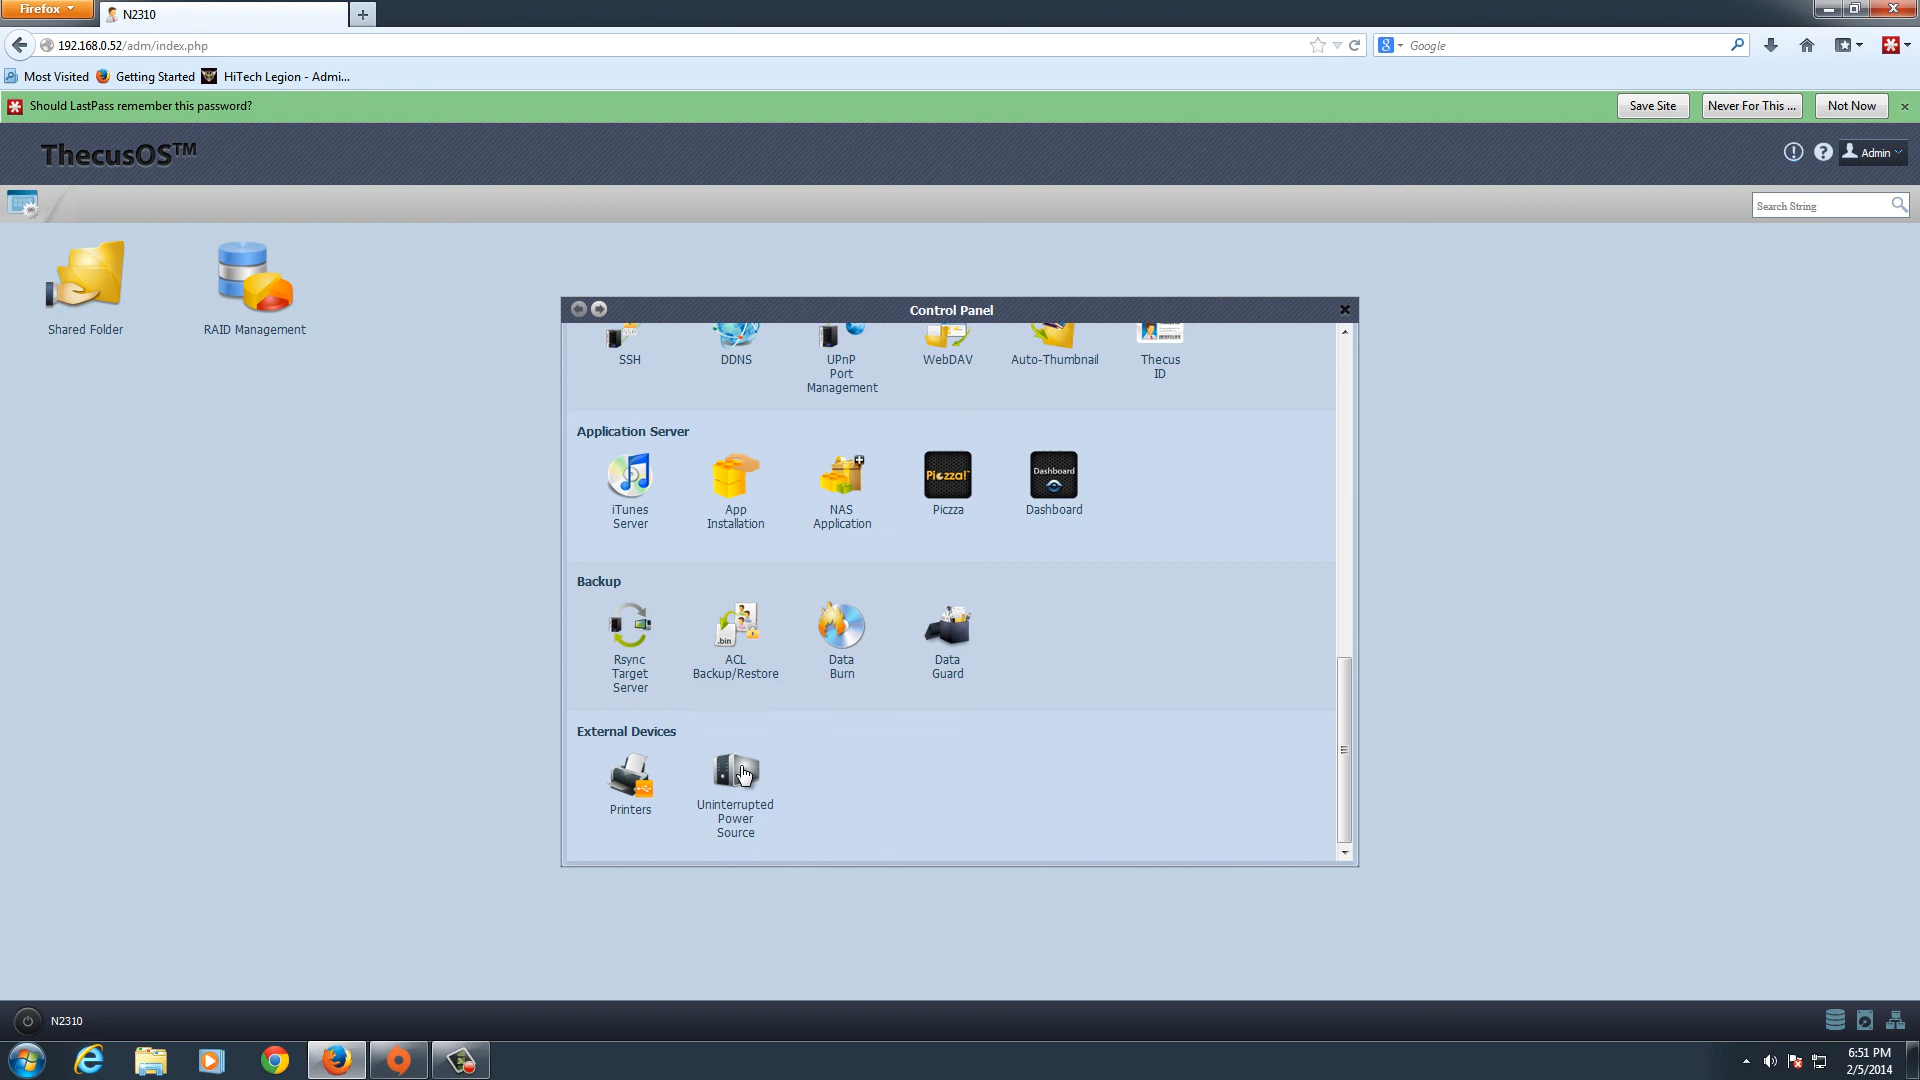 Firefox
N2310
192.168.0.52/adm/index.php
Google
Most Visited
Getting Started
HiTech Legion - Admi...
Should LastPass remember this password?
Save Site
Never For This ...
Not Now
ThecusOS™
Admin
Search String
Shared Folder
RAID Management
Control Panel
SSH
DDNS
UPnP
Port
Management
WebDAV
Auto-Thumbnail
Thecus
ID
Application Server
iTunes
Server
App
Installation
NAS
Application
Piczza!
Piczza
Dashboard
Dashboard
Backup
Rsync
Target
Server
.bin
ACL
Backup/Restore
Data
Burn
Data
Guard
External Devices
Printers
Uninterrupted
Power
Source
N2310
6:51 PM
2/5/2014